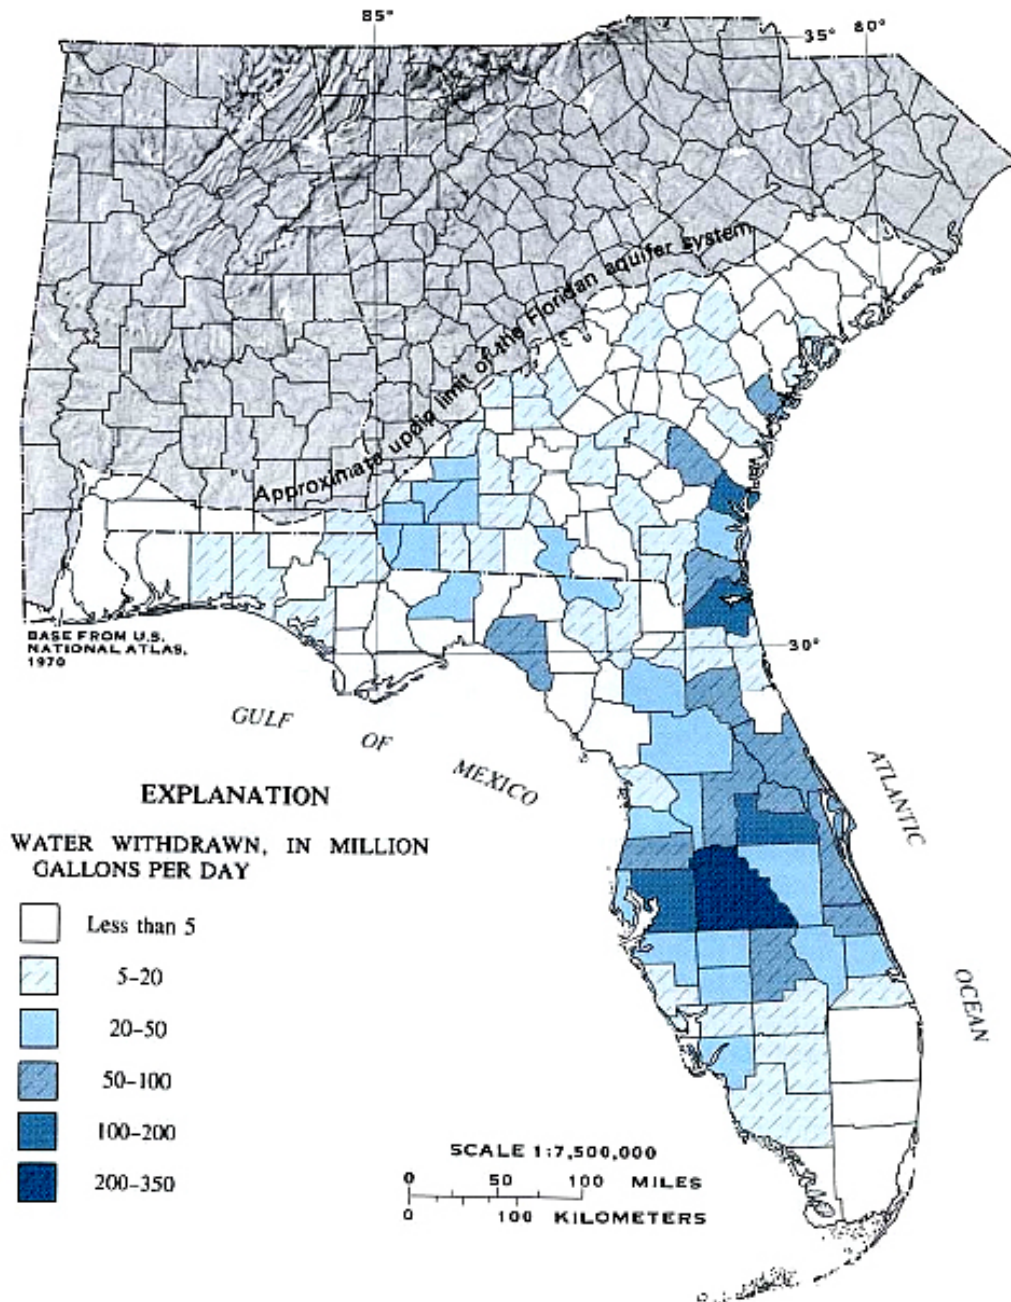 85°
35° 80°
Approximate updip limit of the Floridan aquifer system
BASE FROM U.S.
NATIONAL ATLAS,
1970
30°
GULF
OF
MEXICO
ATLANTIC
OCEAN
EXPLANATION
WATER WITHDRAWN, IN MILLION
GALLONS PER DAY
Less than 5
5–20
20–50
50–100
100–200
200–350
SCALE 1:7,500,000
0 50 100 MILES
0 100 KILOMETERS